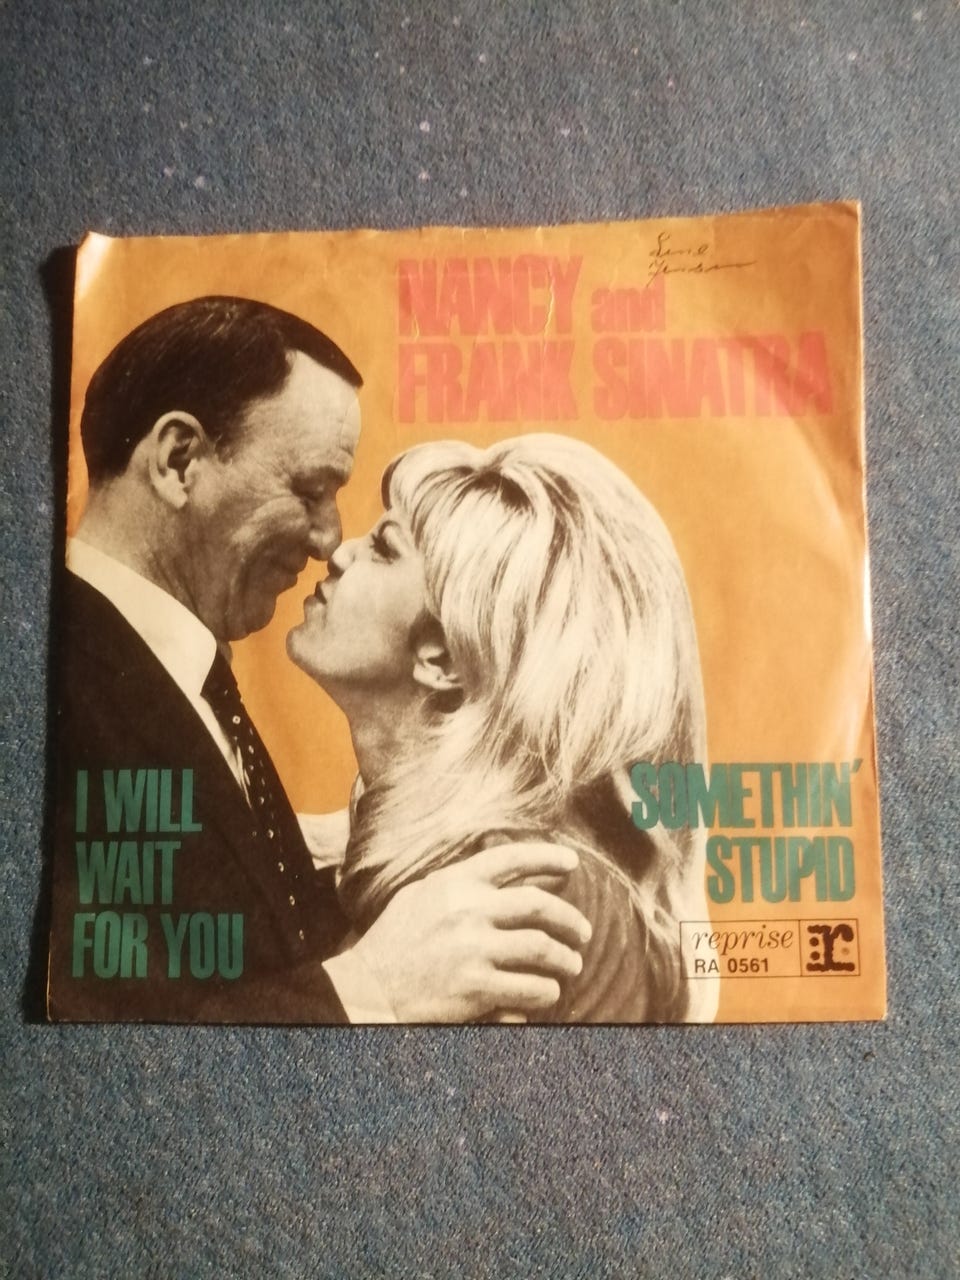 NANCY and
FRANK SINATRA
I WILL
WAIT
FOR YOU
SOMETHIN'
STUPID
reprise
RA 0561
r